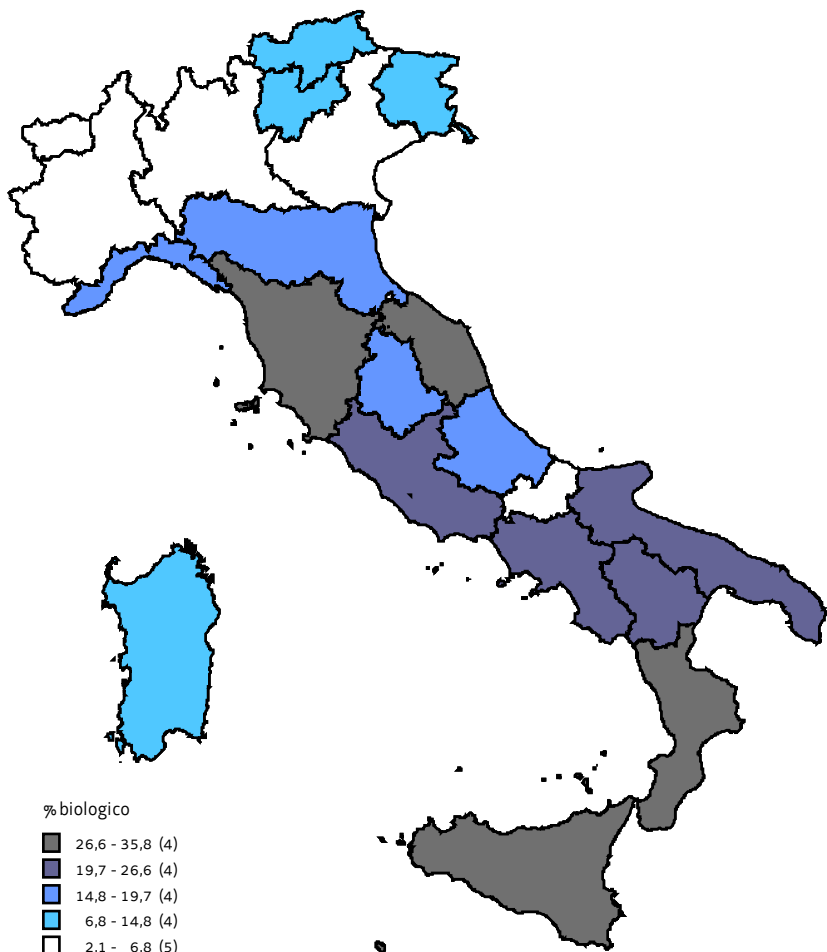 % biologico
26,6 - 35,8 (4)
19,7 - 26,6 (4)
14,8 - 19,7 (4)
6,8 - 14,8 (4)
2,1 - 6,8 (5)